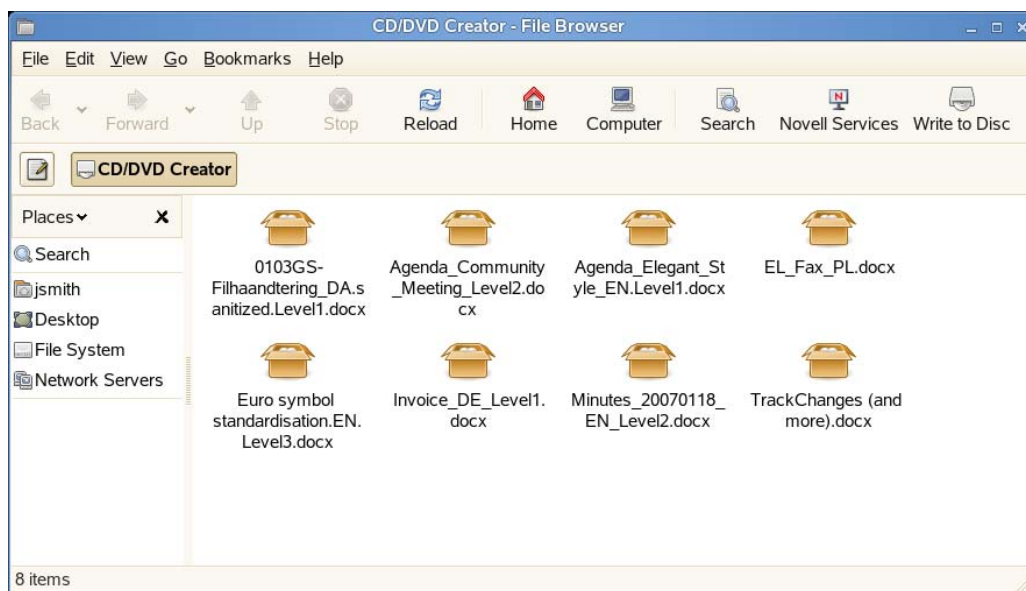 CD/DVD Creator - File Browser
File Edit View Go Bookmarks Help
Back Forward Up Stop Reload Home Computer Search Novell Services Write to Disc
CD/DVD Creator
Places
Search
jsmith
Desktop
File System
Network Servers
0103GS-
Filhaandtering_DA.s
anitized.Level1.docx
Agenda_Community
_Meeting_Level2.do
cx
Agenda_Elegant_St
yle_EN.Level1.docx
EL_Fax_PL.docx
Euro symbol
standardisation.EN.
Level3.docx
Invoice_DE_Level1.
docx
Minutes_20070118_
EN_Level2.docx
TrackChanges (and
more).docx
8 items